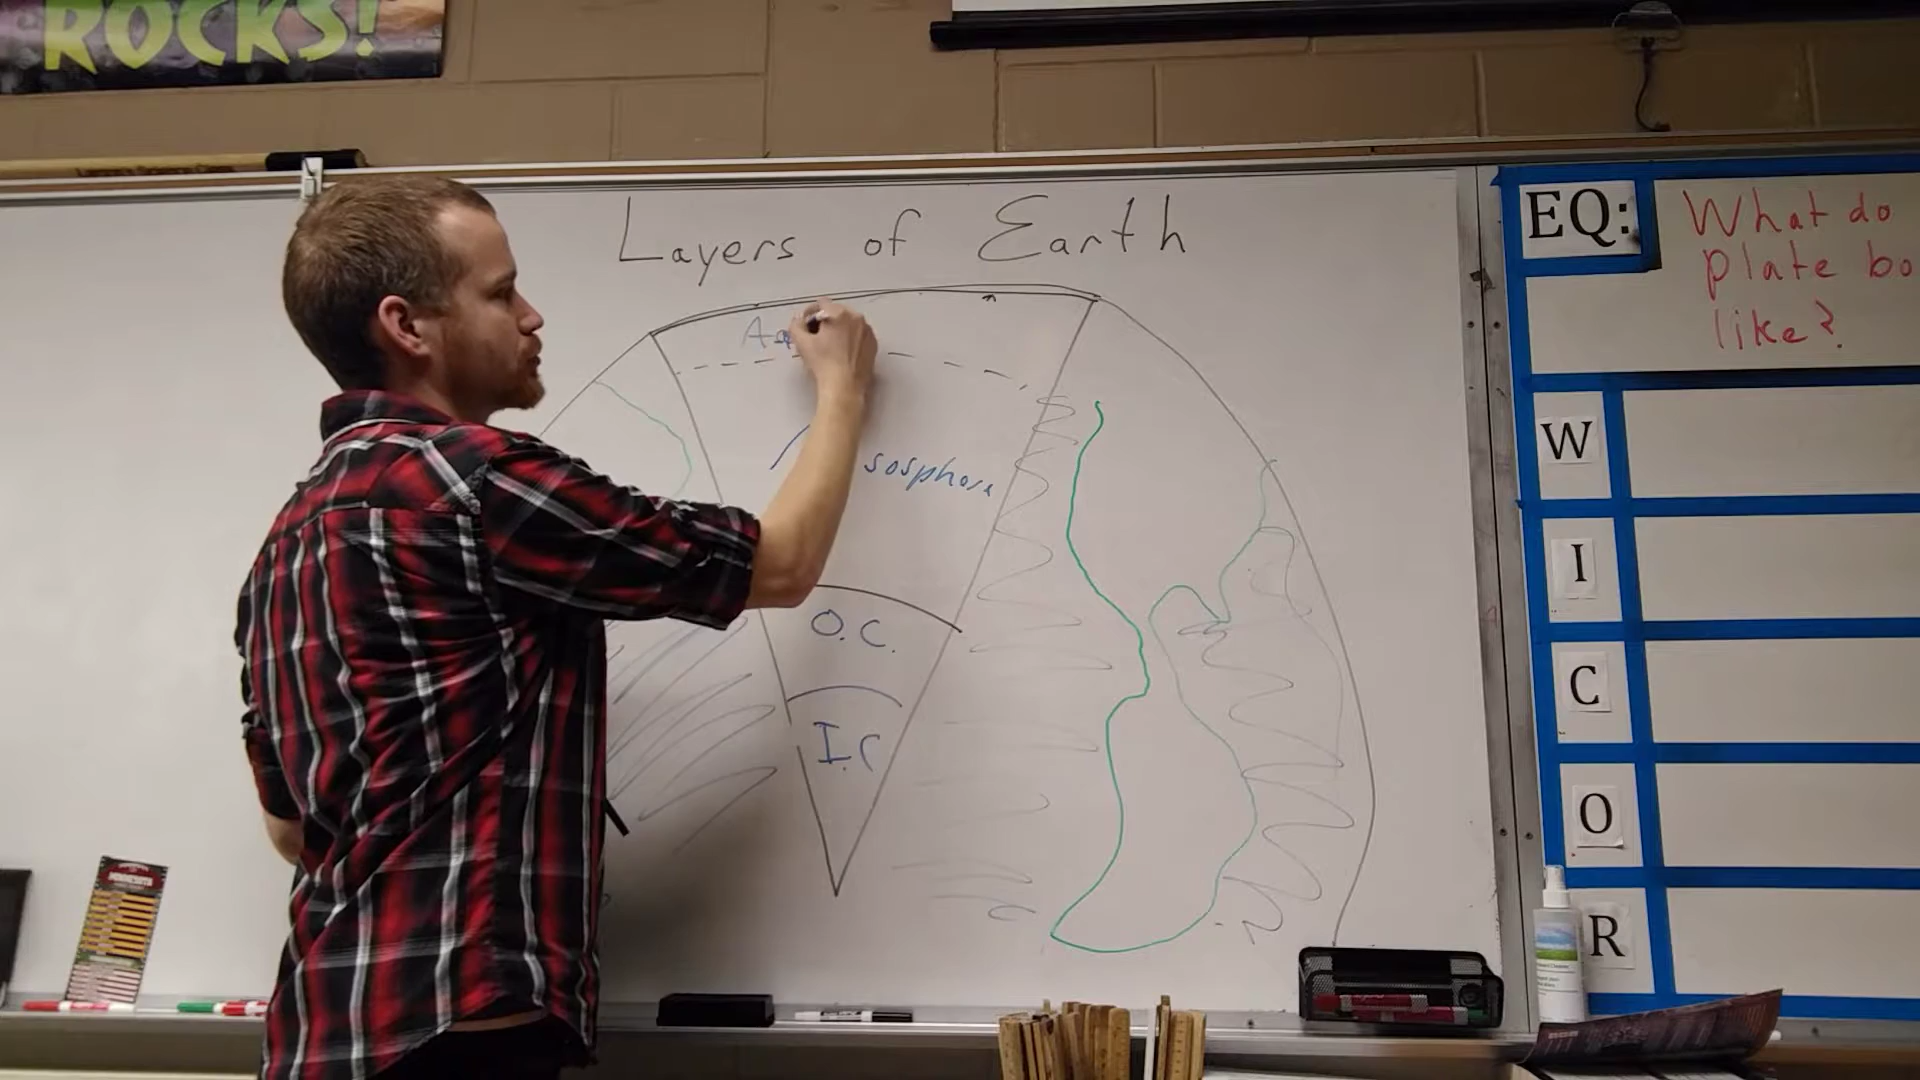 ROCKS!
Layers of Earth
sosphere
O.C.
I.C
EQ:
What do
plate bo
like?
W
I
C
O
R